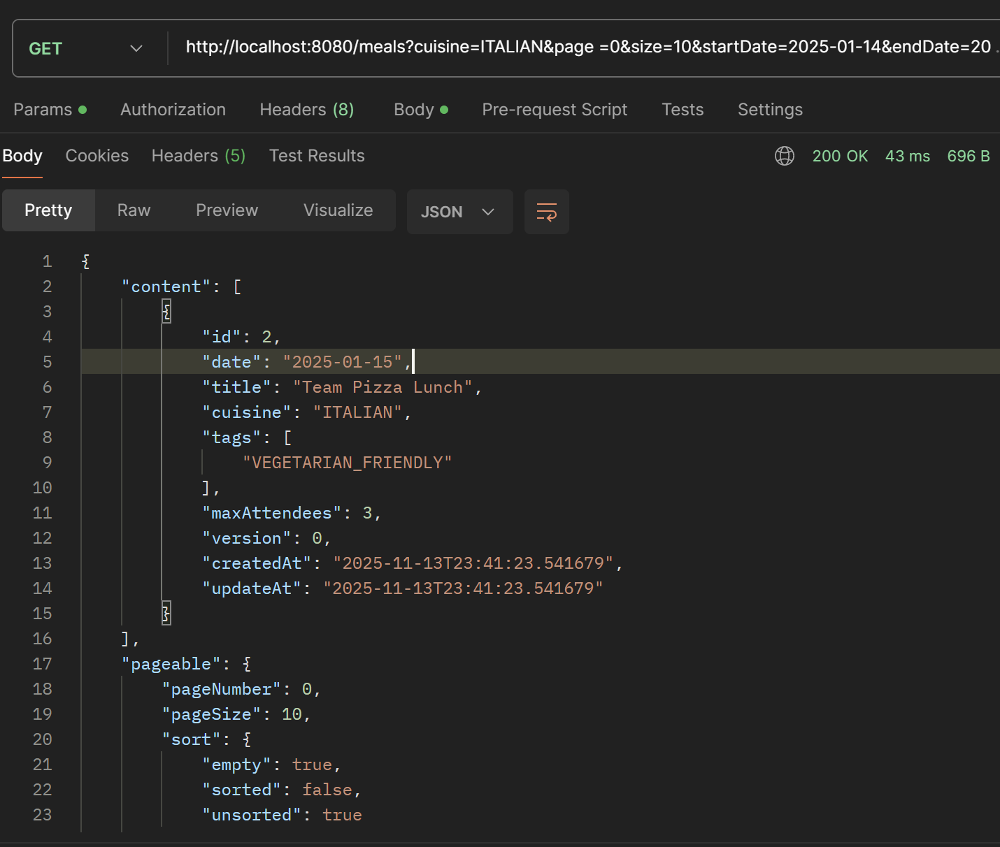 GET http://localhost:8080/meals?cuisine=ITALIAN&page =0&size=10&startDate=2025-01-14&endDate=20 .
Params Authorization Headers (8) Body Pre-request Script Tests Settings
Body Cookies Headers (5) Test Results 200 OK 43 ms 696 B
Pretty Raw Preview Visualize JSON
1 {
2 "content": [
3 {
4 "id": 2,
5 "date": "2025-01-15",
6 "title": "Team Pizza Lunch",
7 "cuisine": "ITALIAN",
8 "tags": [
9 "VEGETARIAN_FRIENDLY"
10 ],
11 "maxAttendees": 3,
12 "version": 0,
13 "createdAt": "2025-11-13T23:41:23.541679",
14 "updateAt": "2025-11-13T23:41:23.541679"
15 }
16 ],
17 "pageable": {
18 "pageNumber": 0,
19 "pageSize": 10,
20 "sort": {
21 "empty": true,
22 "sorted": false,
23 "unsorted": true